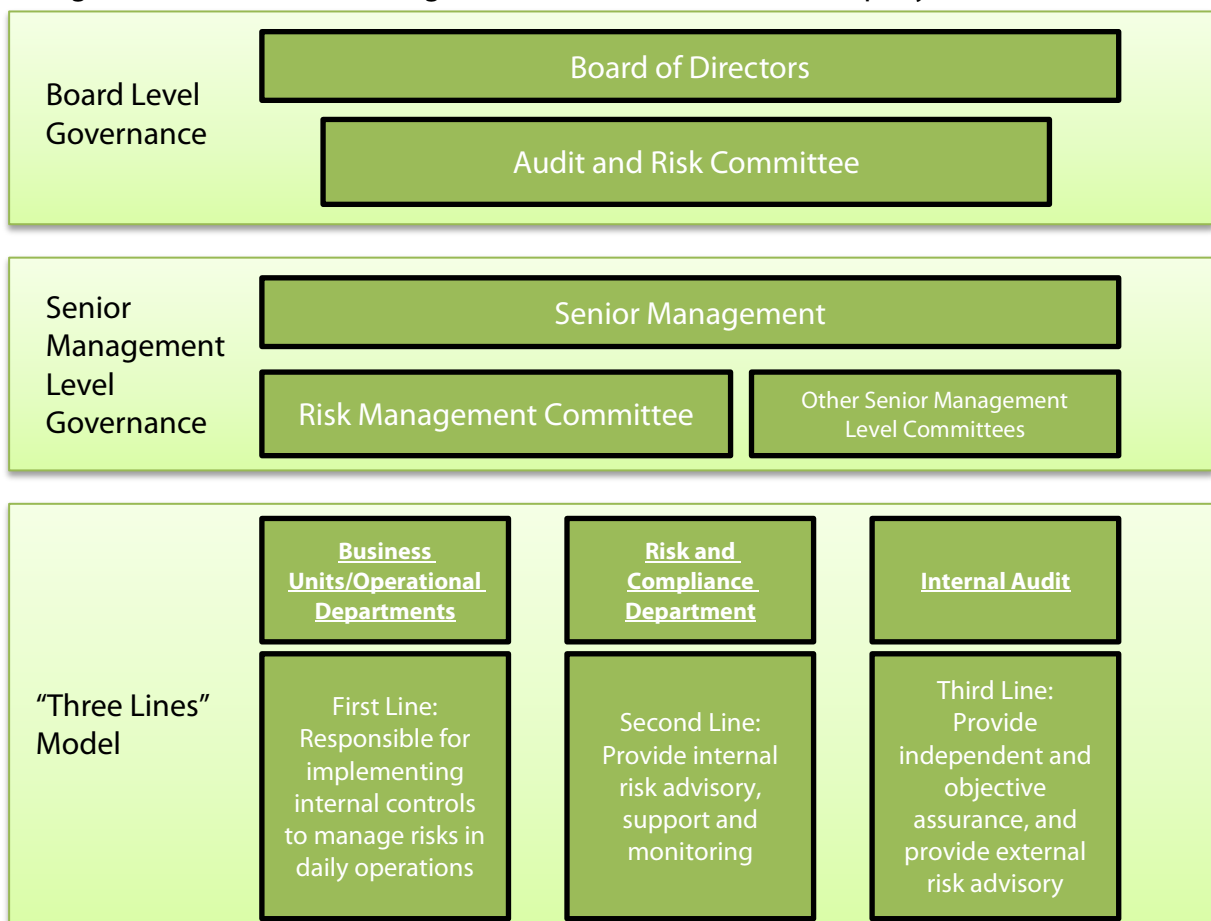 Board of Directors
Board Level
Governance
Audit and Risk Committee
Senior
Management
Level
Governance
Senior Management
Risk Management Committee
Other Senior Management
Level Committees
"Three Lines"
Model
Business
Units/Operational
Departments
First Line:
Responsible for
implementing
internal controls
to manage risks in
daily operations
Risk and
Compliance
Department
Second Line:
Provide internal
risk advisory,
support and
monitoring
Internal Audit
Third Line:
Provide
independent and
objective
assurance, and
provide external
risk advisory